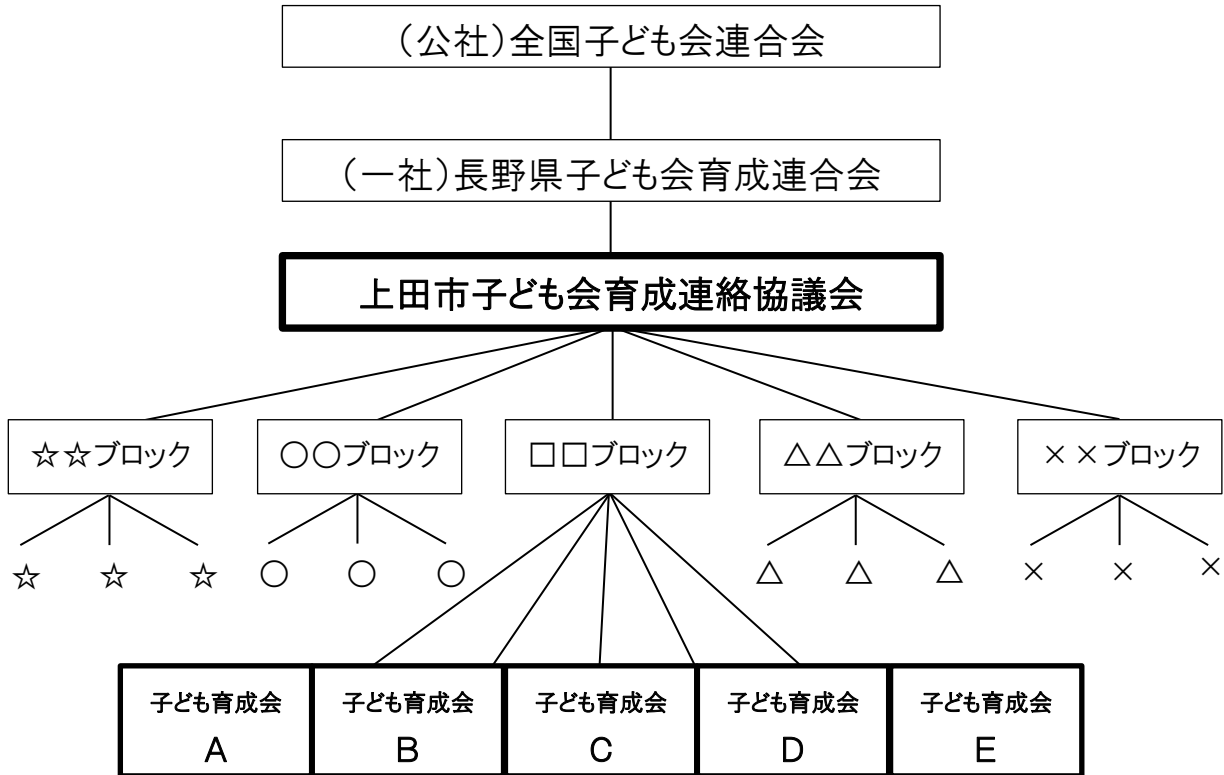 （公社）全国子ども会連合会
（一社）長野県子ども会育成連合会
上田市子ども会育成連絡協議会
☆☆ブロック
○○ブロック
□□ブロック
△△ブロック
××ブロック
☆ ☆ ☆ ○ ○ ○ △ △ △ × × ×
子ども育成会
A
子ども育成会
B
子ども育成会
C
子ども育成会
D
子ども育成会
E